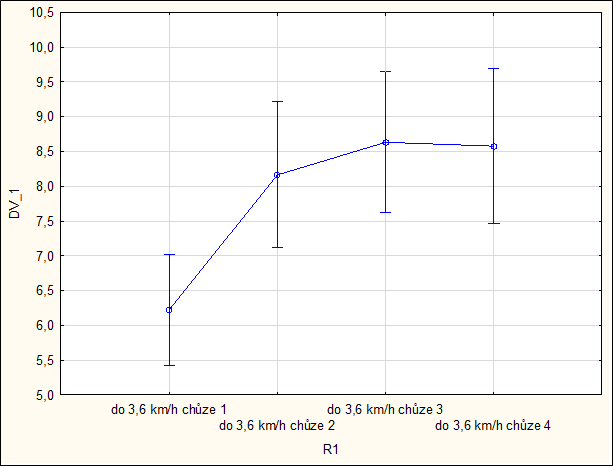 10,5
10,0
9,5
9,0
8,5
8,0
7,5
7,0
6,5
6,0
5,5
5,0
DV_1
do 3,6 km/h chůze 1
do 3,6 km/h chůze 3
do 3,6 km/h chůze 2
do 3,6 km/h chůze 4
R1